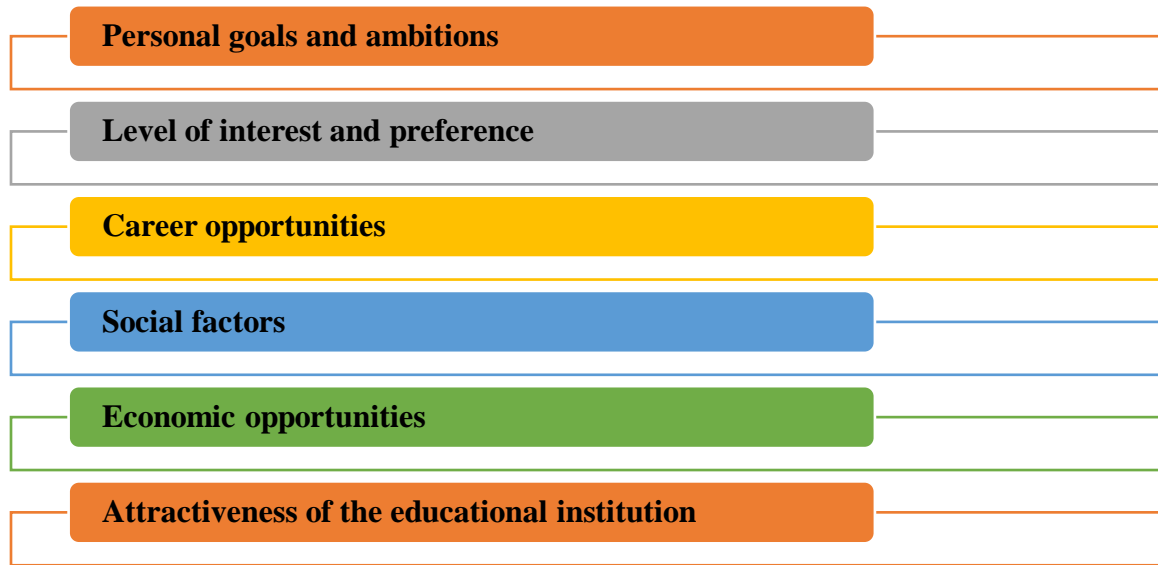 Personal goals and ambitions
Level of interest and preference
Career opportunities
Social factors
Economic opportunities
Attractiveness of the educational institution